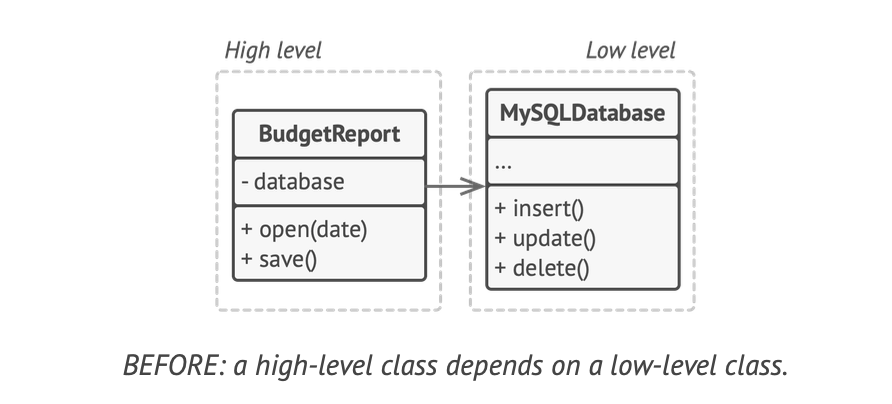 High level
Low level
BudgetReport
- database
+ open(date)
+ save()
MySQLDatabase
...
+ insert()
+ update()
+ delete()
BEFORE: a high-level class depends on a low-level class.